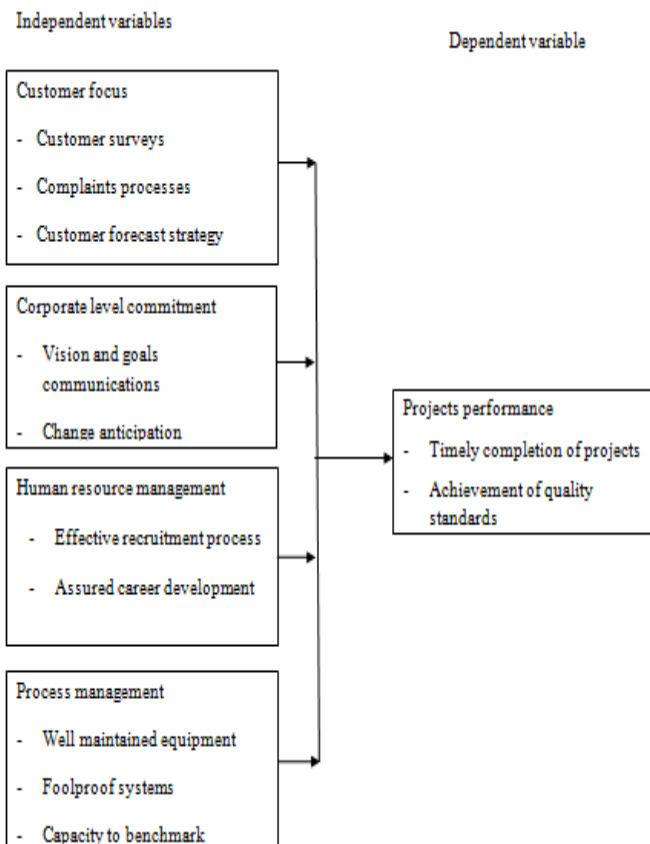 Independent variables
Dependent variable
Customer focus
- Customer surveys
- Complaints processes
- Customer forecast strategy
Corporate level commitment
- Vision and goals
communications
- Change anticipation
Human resource management
- Effective recruitment process
- Assured career development
Process management
- Well maintained equipment
- Foolproof systems
- Capacity to benchmark
Projects performance
- Timely completion of projects
- Achievement of quality
standards